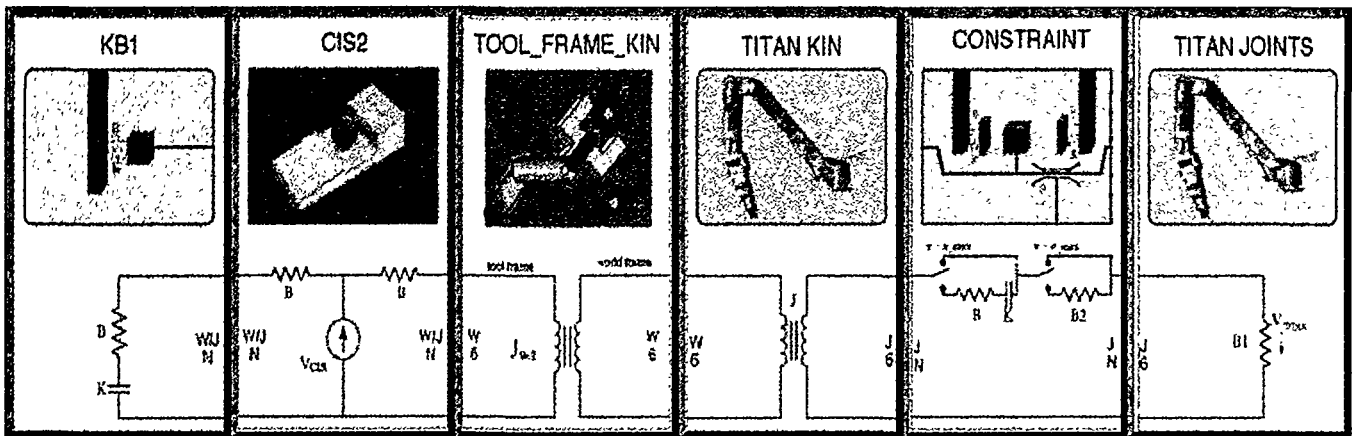 KB1
CIS2
TOOL_FRAME_KIN
TITAN KIN
CONSTRAINT
TITAN JOINTS
tool frame
world frame
B
K
W/J
N
W/J
N
B
B
W/J
N
W
6
W
6
W
6
J
J
6
J
N
B
K
B2
J
N
J
6
B1